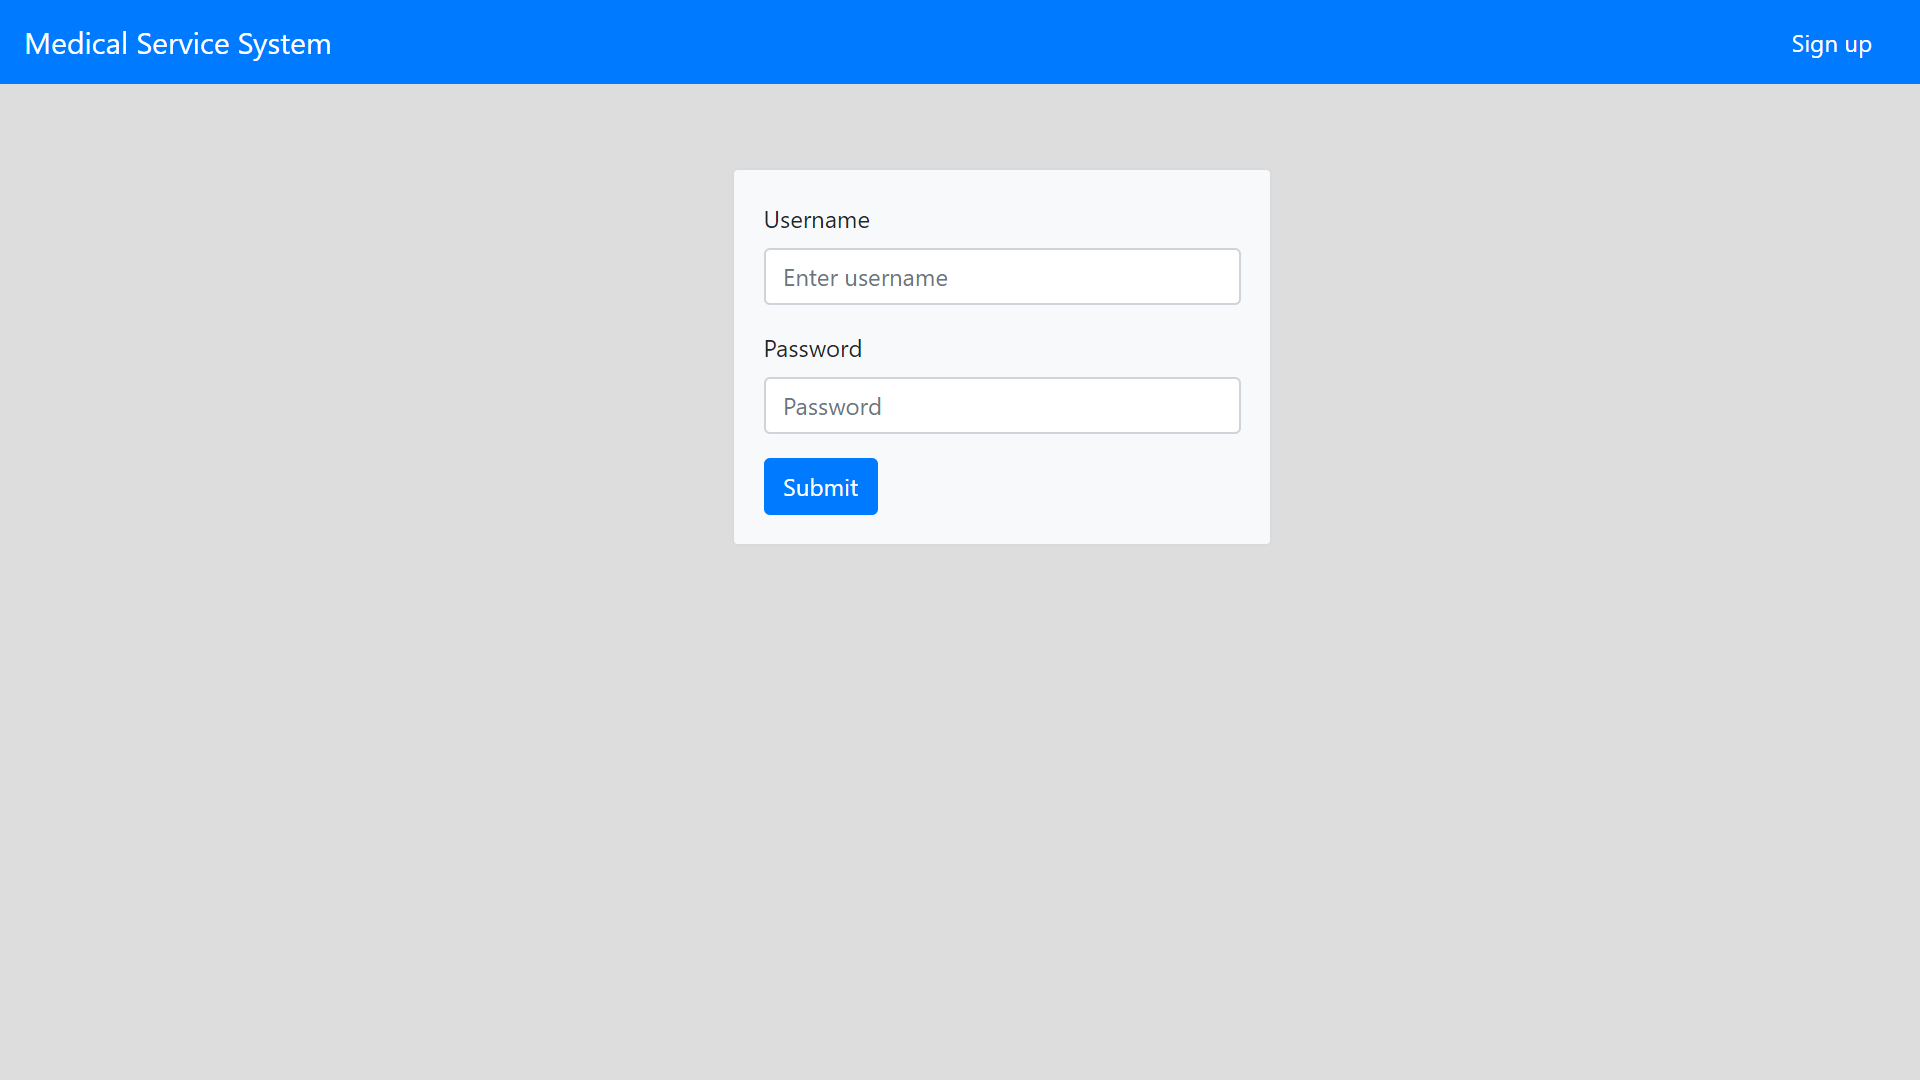 Medical Service System
Sign up
Username
Enter username
Password
Password
Submit